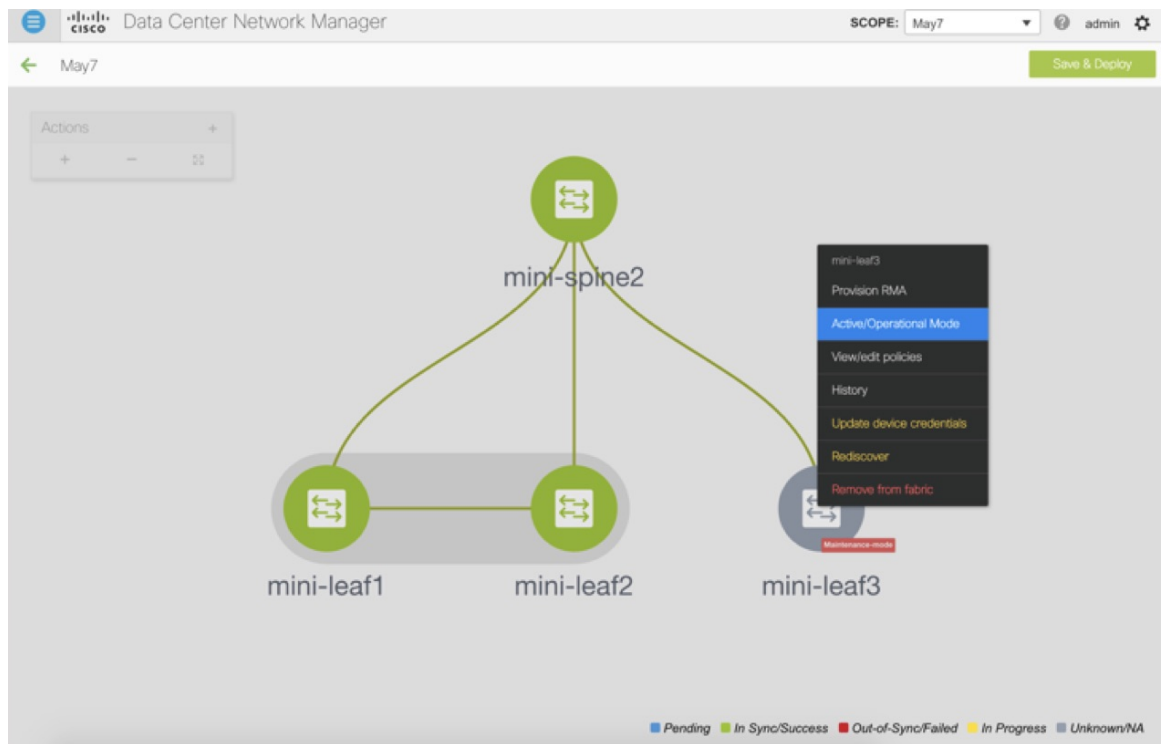 CISCO Data Center Network Manager SCOPE: May7 admin
May7 Save & Deploy
Actions +
+ −
mini-spine2
mini-leaf3
Provision RMA
Active/Operational Mode
View/edit policies
History
Update device credentials
Rediscover
Remove from fabric
Maintenance-mode
mini-leaf1 mini-leaf2 mini-leaf3
Pending In Sync/Success Out-of-Sync/Failed In Progress Unknown/NA